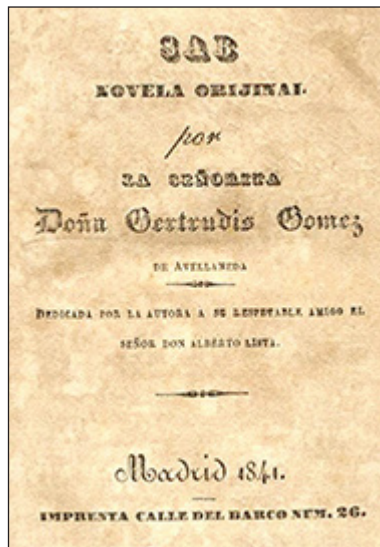 SAB
NOVELA ORIJINAL
por
LA SEÑORITA
Doña Gertrudis Gomez
DE AVELLANEDA
DEDICADA POR LA AUTORA A SU RESPETABLE AMIGO EL
SEÑOR DON ALBERTO LISTA.
Madrid 1841.
IMPRENTA CALLE DEL BARCO NUM. 26.